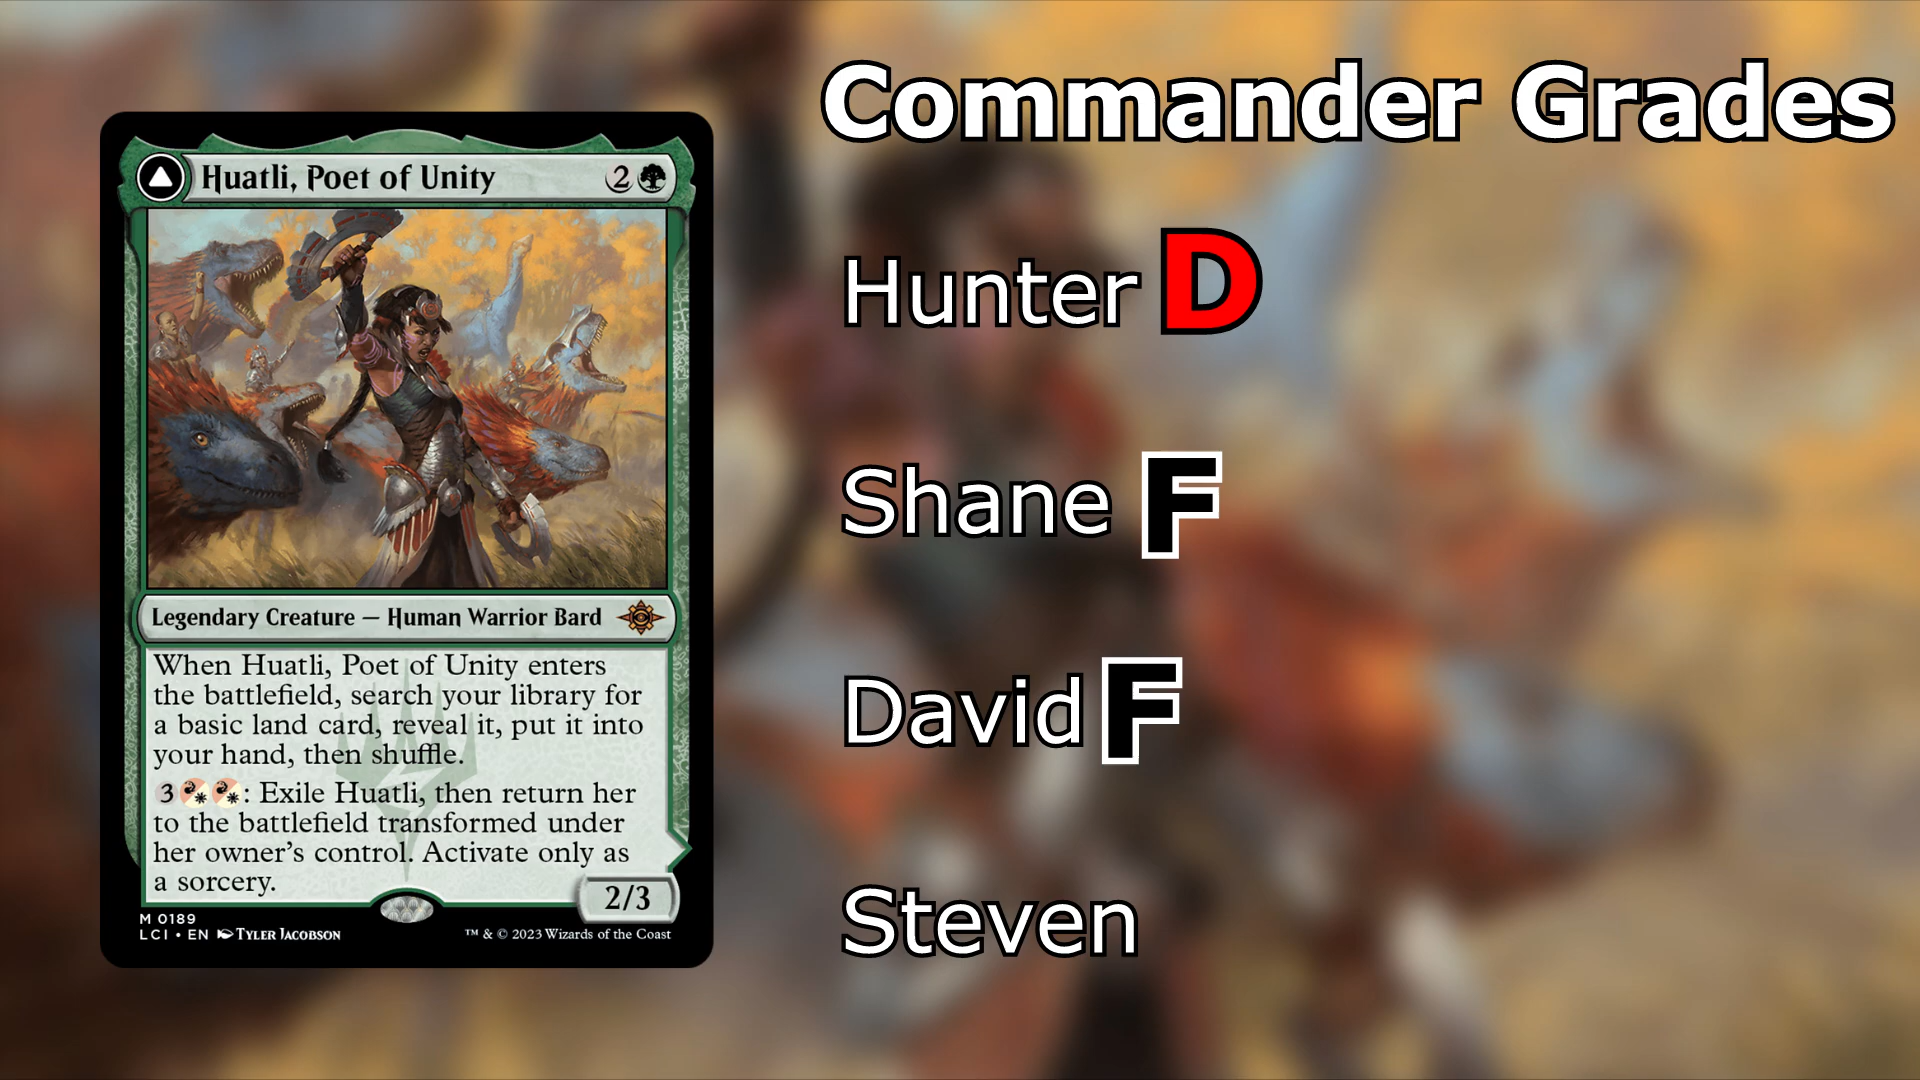 Commander Grades
Huatli, Poet of Unity 2
Legendary Creature — Human Warrior Bard
When Huatli, Poet of Unity enters
the battlefield, search your library for
a basic land card, reveal it, put it into
your hand, then shuffle.
3 : Exile Huatli, then return her
to the battlefield transformed under
her owner's control. Activate only as
a sorcery.
2/3
M 0189
LCI • EN Tyler Jacobson
™ & © 2023 Wizards of the Coast
Hunter D
Shane F
David F
Steven